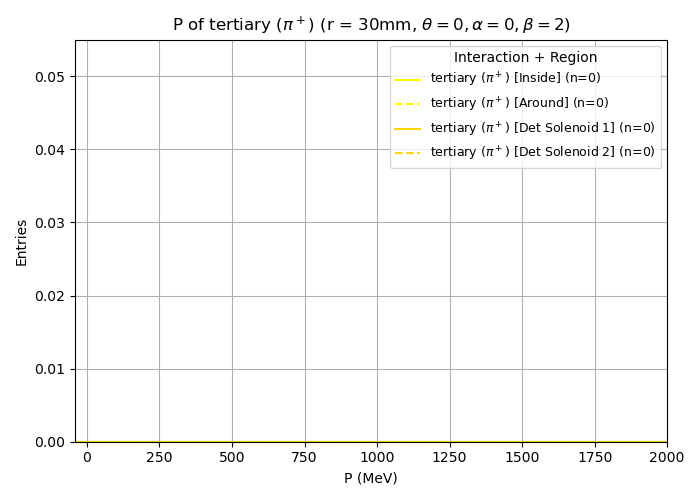 P of tertiary (π⁺) (r = 30mm, θ = 0, α = 0, β = 2)
Interaction + Region
tertiary (π⁺) [Inside] (n=0)
tertiary (π⁺) [Around] (n=0)
tertiary (π⁺) [Det Solenoid 1] (n=0)
tertiary (π⁺) [Det Solenoid 2] (n=0)
Entries
0.05
0.04
0.03
0.02
0.01
0.00
0 250 500 750 1000 1250 1500 1750 2000
P (MeV)